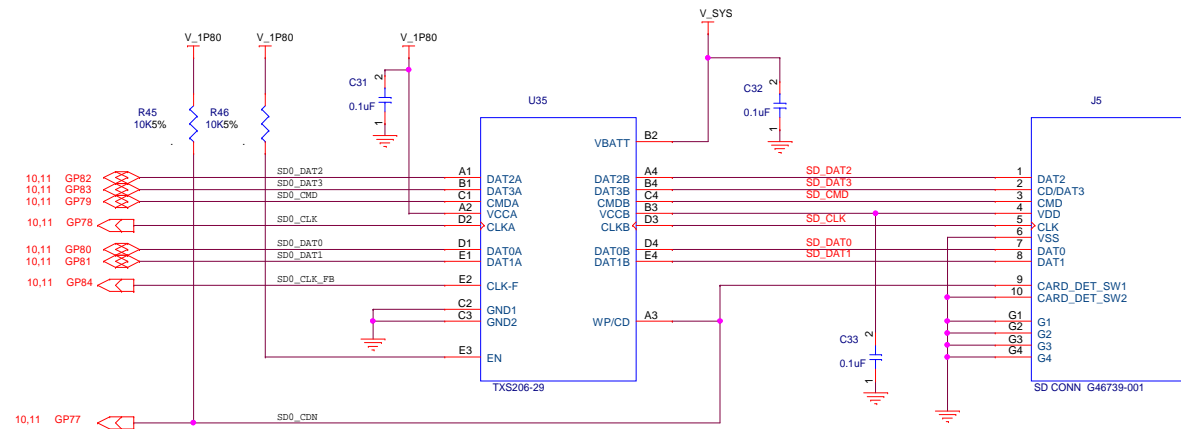 V_SYS
V_1P80 V_1P80 V_1P80
C31 2
0.1uF 1
C32 2
0.1uF 1
U35
J5
R45
10K5%
R46
10K5%
VBATT B2
10,11 GP82 SD0_DAT2 A1 DAT2A DAT2B A4 SD_DAT2 1 DAT2
10,11 GP83 SD0_DAT3 B1 DAT3A DAT3B B4 SD_DAT3 2 CD/DAT3
10,11 GP79 SD0_CMD C1 CMDA CMDB C4 SD_CMD 3 CMD
A2 VCCA VCCB B3 4 VDD
10,11 GP78 SD0_CLK D2 CLKA CLKB D3 SD_CLK 5 CLK
6 VSS
10,11 GP80 SD0_DAT0 D1 DAT0A DAT0B D4 SD_DAT0 7 DAT0
10,11 GP81 SD0_DAT1 E1 DAT1A DAT1B E4 SD_DAT1 8 DAT1
10,11 GP84 SD0_CLK_FB E2 CLK-F 9 CARD_DET_SW1
10 CARD_DET_SW2
C2 GND1
C3 GND2 WP/CD A3
G1 G1
G2 G2
G3 G3
G4 G4
C33 2
0.1uF 1
E3 EN
TXS206-29
SD CONN G46739-001
10,11 GP77 SD0_CDN